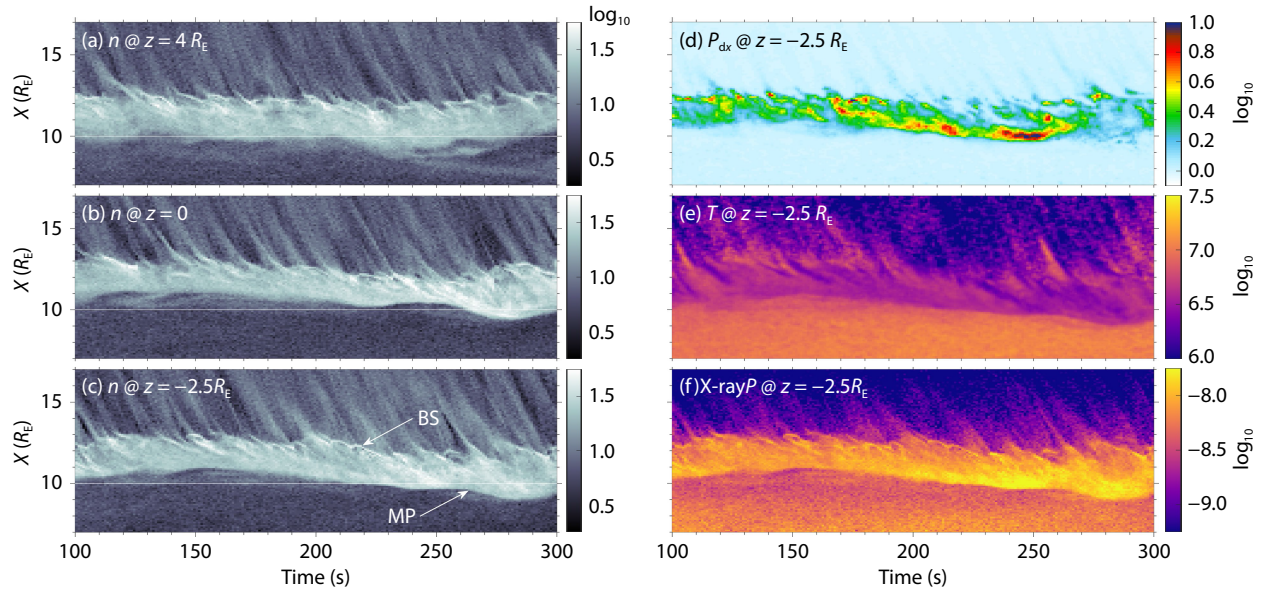 log₁₀
(a) n @ z = 4 R_E
15
10
X (R_E)
1.5
1.0
0.5
(b) n @ z = 0
15
10
X (R_E)
1.5
1.0
0.5
(c) n @ z = −2.5R_E
BS
MP
15
10
X (R_E)
1.5
1.0
0.5
100 150 200 250 300
Time (s)
(d) P_dx @ z = −2.5 R_E
1.0
0.8
0.6
0.4
0.2
0.0
log₁₀
(e) T @ z = −2.5 R_E
7.5
7.0
6.5
6.0
log₁₀
(f)X-rayP @ z = −2.5R_E
−8.0
−8.5
−9.0
log₁₀
100 150 200 250 300
Time (s)